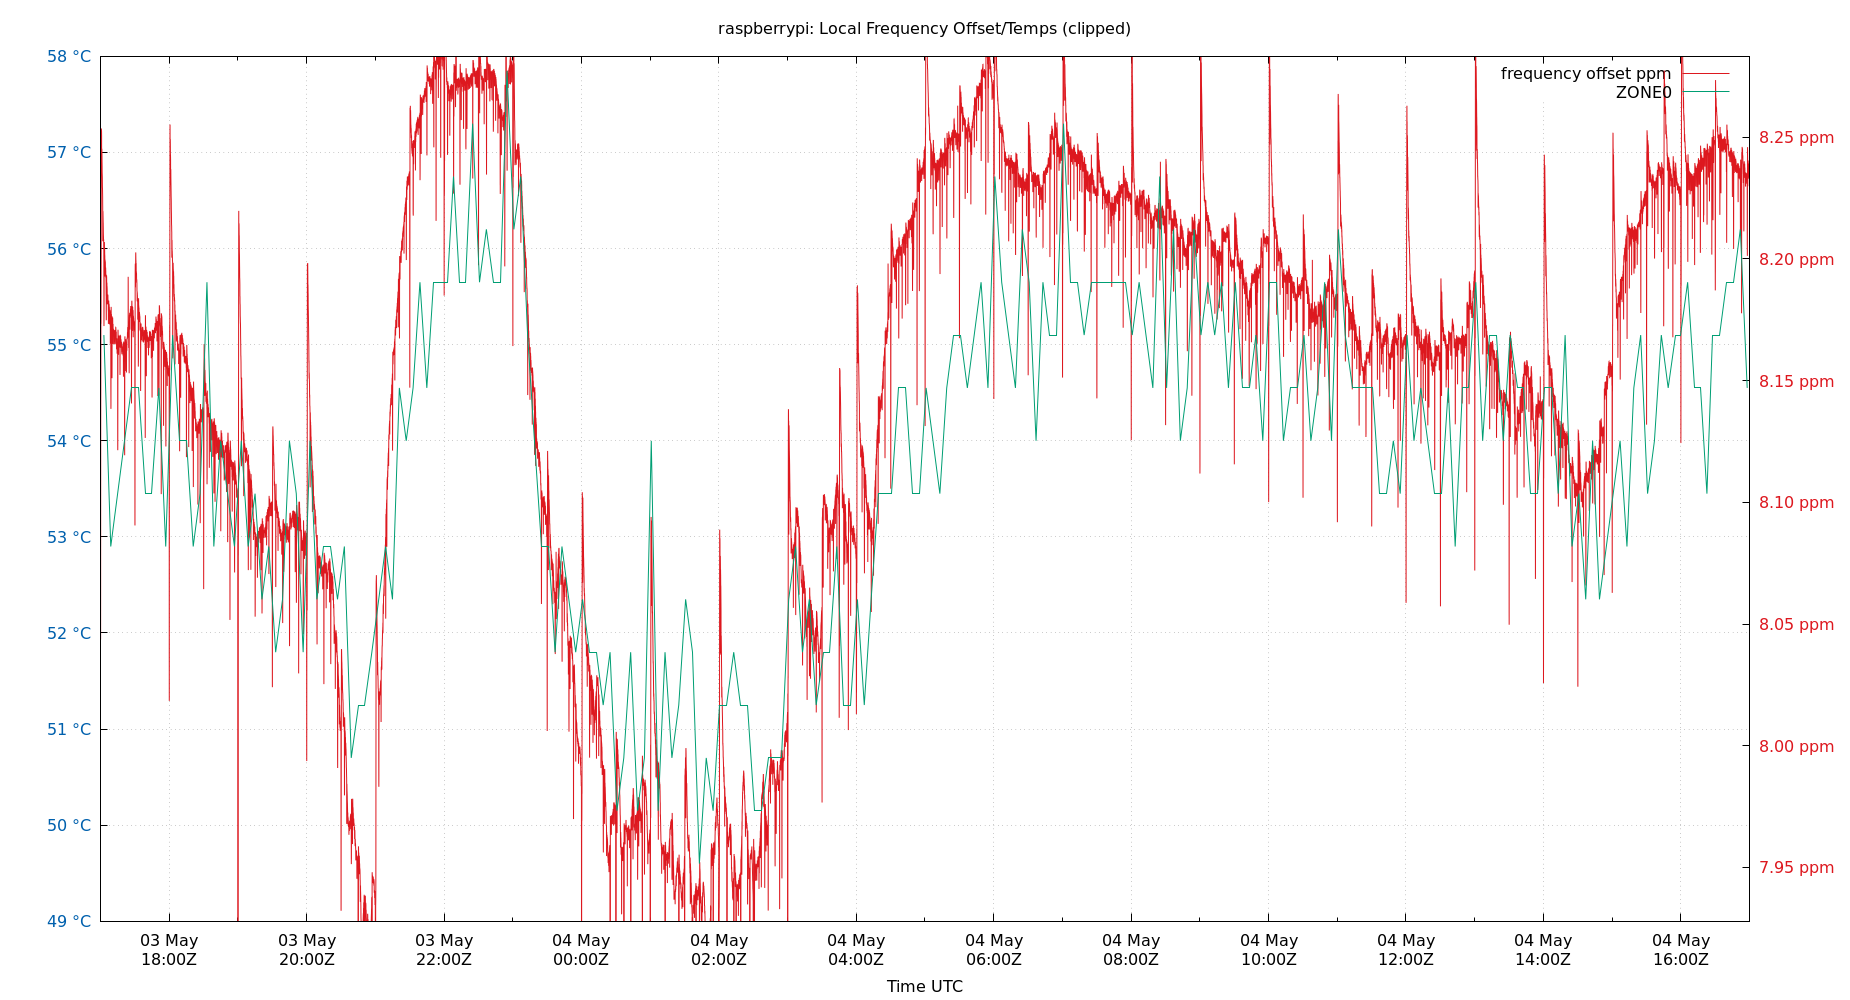 raspberrypi: Local Frequency Offset/Temps (clipped)
58 °C
57 °C
56 °C
55 °C
54 °C
53 °C
52 °C
51 °C
50 °C
49 °C
frequency offset ppm
ZONE0
8.25 ppm
8.20 ppm
8.15 ppm
8.10 ppm
8.05 ppm
8.00 ppm
7.95 ppm
03 May
18:00Z
03 May
20:00Z
03 May
22:00Z
04 May
00:00Z
04 May
02:00Z
04 May
04:00Z
04 May
06:00Z
04 May
08:00Z
04 May
10:00Z
04 May
12:00Z
04 May
14:00Z
04 May
16:00Z
Time UTC